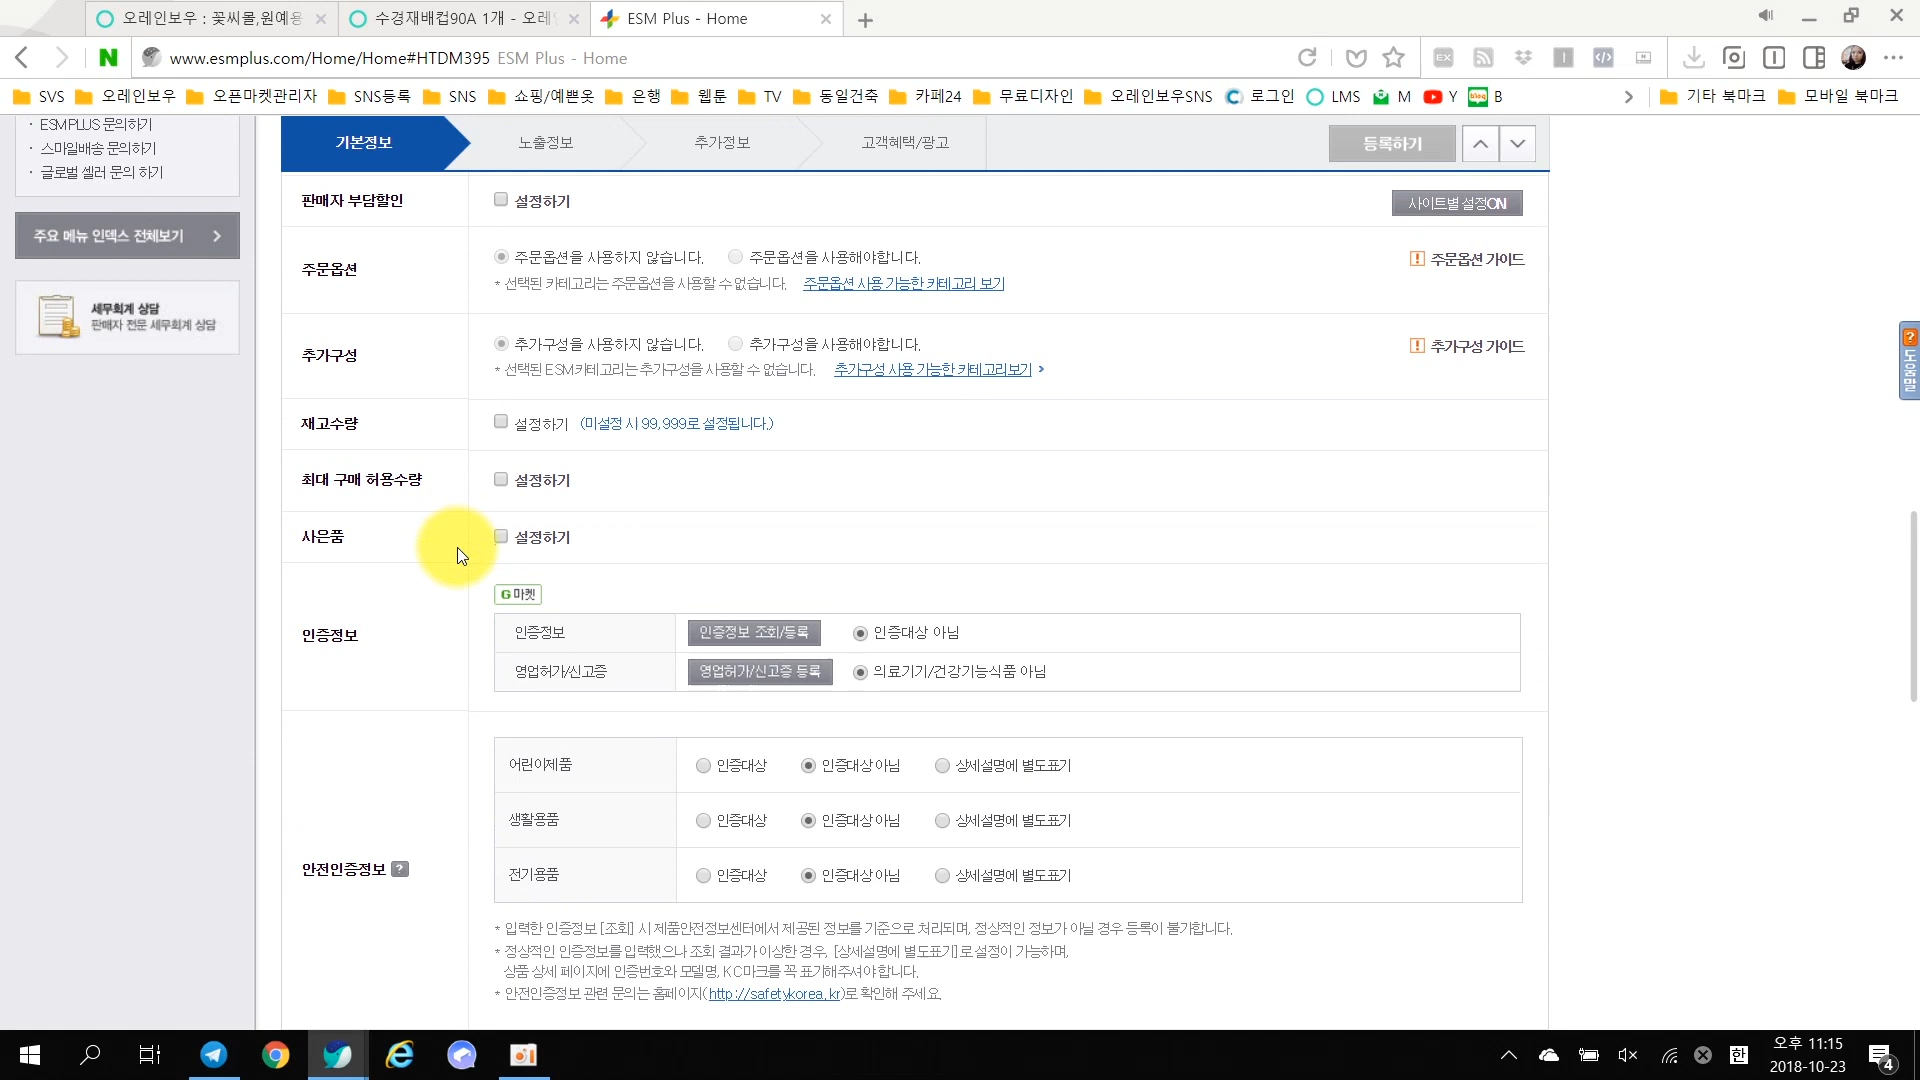 오레인보우 : 꽃씨몰,원예용
수경재배컵90A 1개 - 오레인
ESM Plus - Home
www.esmplus.com/Home/Home#HTDM395 ESM Plus - Home
SVS 오레인보우 오픈마켓관리자 SNS등록 SNS 쇼핑/예쁜옷 은행 웹툰 TV 동일건축 카페24 무료디자인 오레인보우SNS 로그인 LMS M Y B 기타 북마크 모바일 북마크
· ESMPLUS 문의하기
· 스마일배송 문의하기
· 글로벌 셀러 문의 하기
주요 메뉴 인덱스 전체보기
세무회계 상담
판매자 전문 세무회계 상담
기본정보 노출정보 추가정보 고객혜택/광고 등록하기
판매자 부담할인 설정하기 사이트별 설정ON
주문옵션 주문옵션을 사용하지 않습니다. 주문옵션을 사용해야합니다. 주문옵션 가이드
* 선택된 카테고리는 주문옵션을 사용할 수 없습니다. 주문옵션 사용 가능한 카테고리 보기
추가구성 추가구성을 사용하지 않습니다. 추가구성을 사용해야합니다. 추가구성 가이드
* 선택된 ESM카테고리는 추가구성을 사용할 수 없습니다. 추가구성 사용 가능한 카테고리보기
재고수량 설정하기 (미설정 시 99,999로 설정됩니다.)
최대 구매 허용수량 설정하기
사은품 설정하기
G마켓
인증정보
인증정보 인증정보 조회/등록 인증대상 아님
영업허가/신고증 영업허가/신고증 등록 의료기기/건강기능식품 아님
안전인증정보 ?
어린이제품 인증대상 인증대상 아님 상세설명에 별도표기
생활용품 인증대상 인증대상 아님 상세설명에 별도표기
전기용품 인증대상 인증대상 아님 상세설명에 별도표기
* 입력한 인증정보 [조회] 시 제품안전정보센터에서 제공된 정보를 기준으로 처리되며, 정상적인 정보가 아닐 경우 등록이 불가합니다.
* 정상적인 인증정보를 입력했으나 조회 결과가 이상한 경우, [상세설명에 별도표기]로 설정이 가능하며,
상품 상세 페이지에 인증번호와 모델명, KC마크를 꼭 표기해주셔야 합니다.
* 안전인증정보 관련 문의는 홈페이지(http://safetykorea.kr)로 확인해 주세요.
도움말
한
오후 11:15
2018-10-23
4